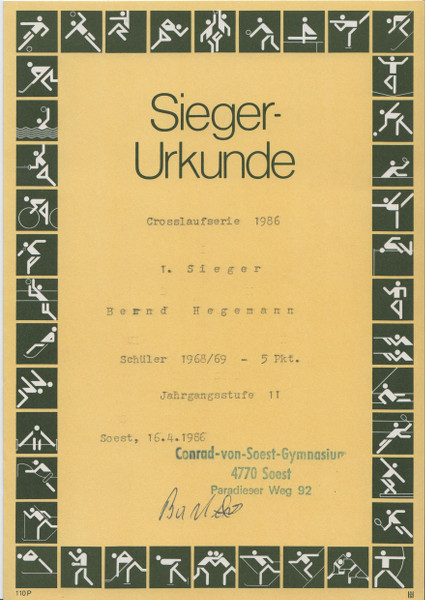 Sieger-
Urkunde
Crosslaufserie 1986
1. Sieger
Bernd Hegemann
Schüler 1968/69 - 5 Pkt.
Jahrgangsstufe 11
Soest, 16.4.1986
Conrad-von-Soest-Gymnasium
4770 Soest
Paradieser Weg 92
110P